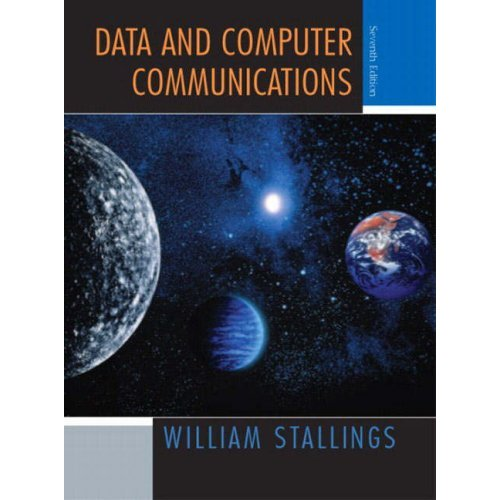 DATA AND COMPUTER
COMMUNICATIONS
Seventh Edition
WILLIAM STALLINGS